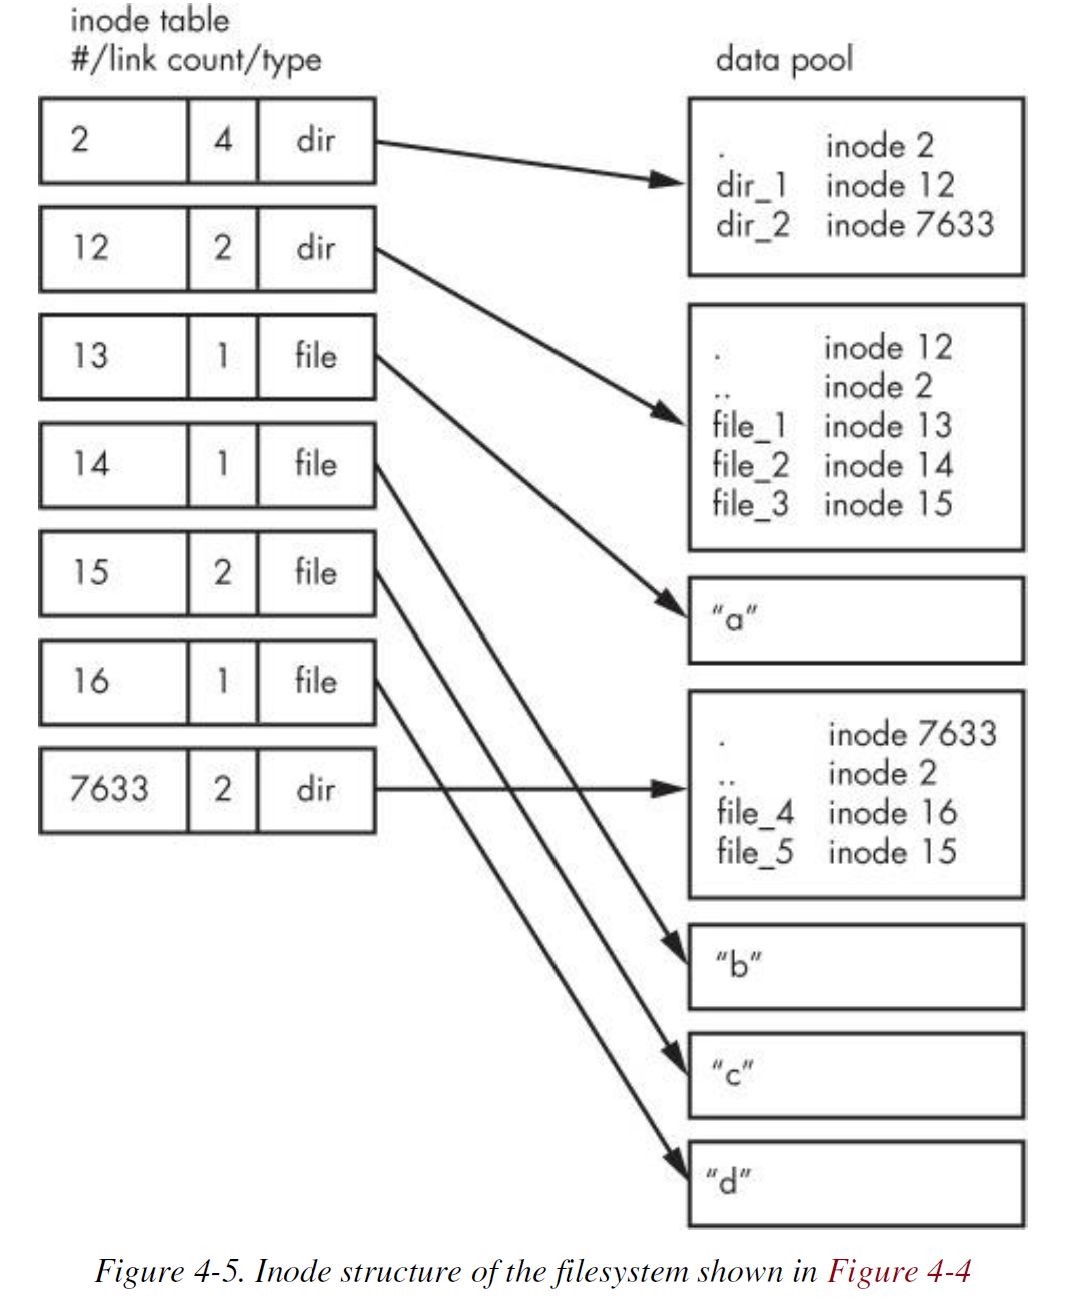 inode table
#/link count/type
data pool
2 4 dir
12 2 dir
13 1 file
14 1 file
15 2 file
16 1 file
7633 2 dir
. inode 2
dir_1 inode 12
dir_2 inode 7633
. inode 12
.. inode 2
file_1 inode 13
file_2 inode 14
file_3 inode 15
"a"
. inode 7633
.. inode 2
file_4 inode 16
file_5 inode 15
"b"
"c"
"d"
Figure 4-5. Inode structure of the filesystem shown in Figure 4-4